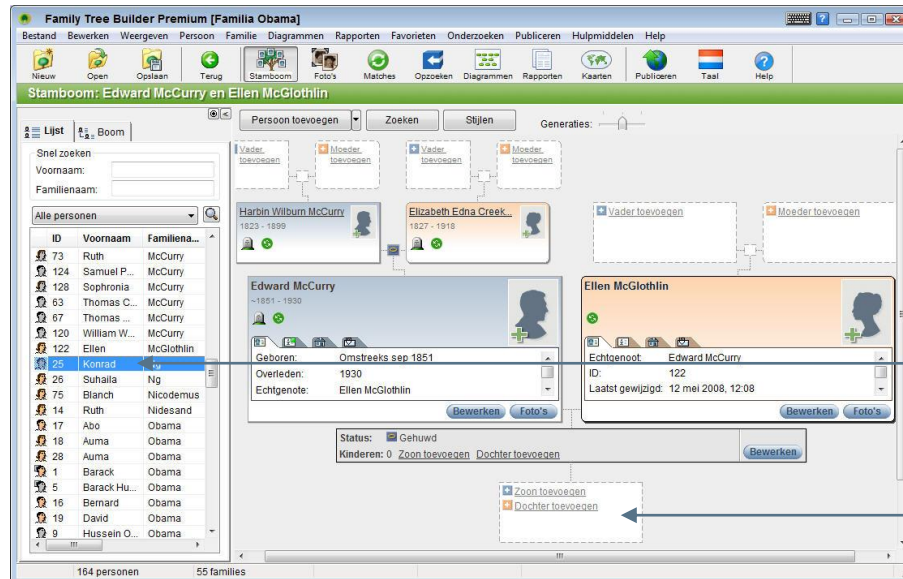 Family Tree Builder Premium [Familia Obama]
Bestand Bewerken Weergeven Persoon Familie Diagrammen Rapporten Favorieten Onderzoeken Publiceren Hulpmiddelen Help
Nieuw Open Opslaan Terug Stamboom Foto's Matches Opzoeken Diagrammen Rapporten Kaarten Publiceren Taal Help
Stamboom: Edward McCurry en Ellen McGlothlin
Lijst Boom
Snel zoeken
Voornaam:
Familienaam:
Alle personen
ID Voornaam Familiena...
73 Ruth McCurry
124 Samuel P... McCurry
128 Sophronia McCurry
63 Thomas C... McCurry
67 Thomas ... McCurry
120 William W... McCurry
122 Ellen McGlothlin
25 Konrad Ng
26 Suhaila Ng
75 Blanch Nicodemus
14 Ruth Nidesand
17 Abo Obama
18 Auma Obama
28 Auma Obama
1 Barack Obama
5 Barack Hu... Obama
16 Bernard Obama
19 David Obama
9 Hussein O... Obama
Persoon toevoegen Zoeken Stijlen Generaties:
Vader toevoegen
Moeder toevoegen
Vader toevoegen
Moeder toevoegen
Harbin Wilburn McCurry
1823 - 1899
Elizabeth Edna Creek...
1827 - 1918
Vader toevoegen
Moeder toevoegen
Edward McCurry
~1851 - 1930
Geboren: Omstreeks sep 1851
Overleden: 1930
Echtgenote: Ellen McGlothlin
Bewerken Foto's
Ellen McGlothlin
Echtgenoot: Edward McCurry
ID: 122
Laatst gewijzigd: 12 mei 2008, 12:08
Bewerken Foto's
Status: Gehuwd
Kinderen: 0 Zoon toevoegen Dochter toevoegen
Bewerken
Zoon toevoegen
Dochter toevoegen
164 personen 55 families